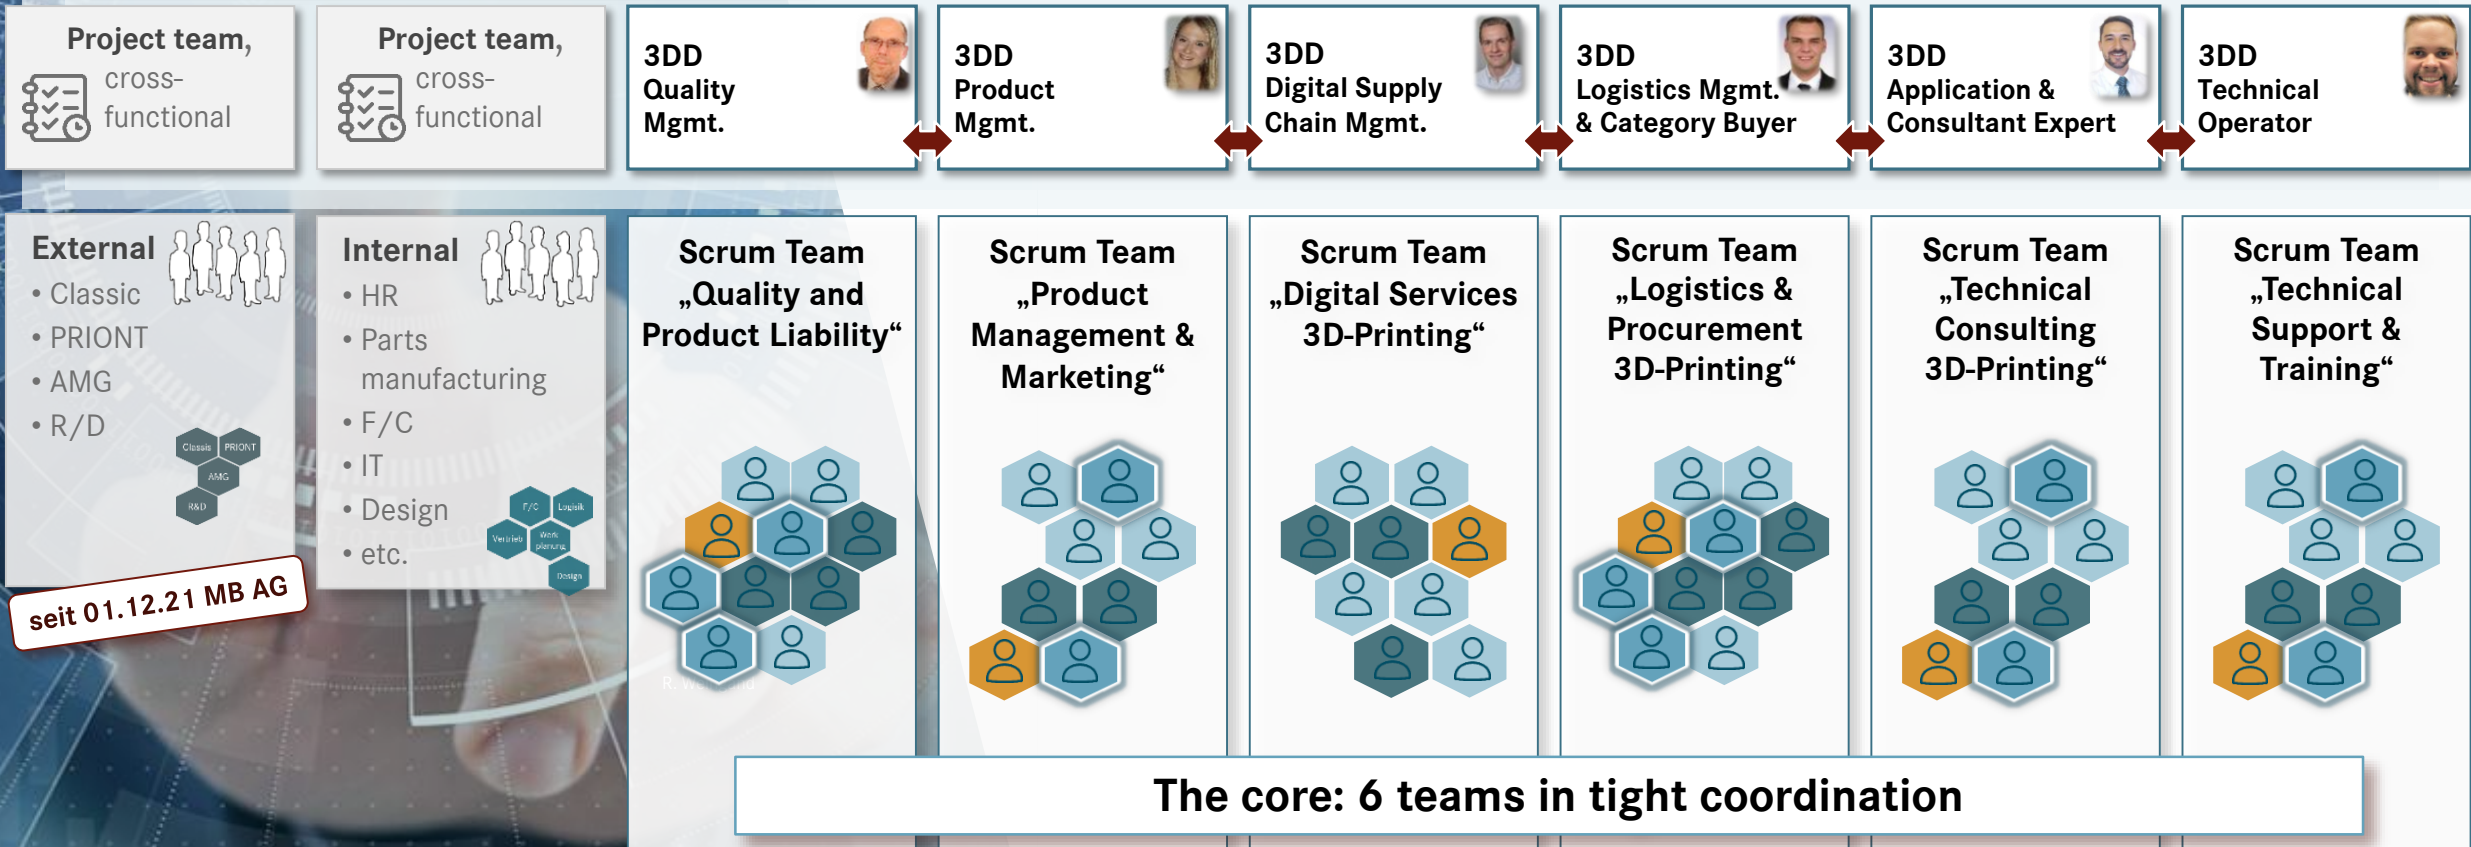 Project team,
cross-
functional
Project team,
cross-
functional
3DD
Quality
Mgmt.
3DD
Product
Mgmt.
3DD
Digital Supply
Chain Mgmt.
3DD
Logistics Mgmt.
& Category Buyer
3DD
Application &
Consultant Expert
3DD
Technical
Operator
External
• Classic
• PRIONT
• AMG
• R/D
Classis
PRIONT
AMG
R&D
seit 01.12.21 MB AG
Internal
• HR
• Parts
manufacturing
• F/C
• IT
• Design
• etc.
F/C
Logisik
Vertrieb
Werk
planung
Design
Scrum Team
„Quality and
Product Liability“
Scrum Team
„Product
Management &
Marketing“
Scrum Team
„Digital Services
3D-Printing“
Scrum Team
„Logistics &
Procurement
3D-Printing“
Scrum Team
„Technical
Consulting
3D-Printing“
Scrum Team
„Technical
Support &
Training“
R.
The core: 6 teams in tight coordination